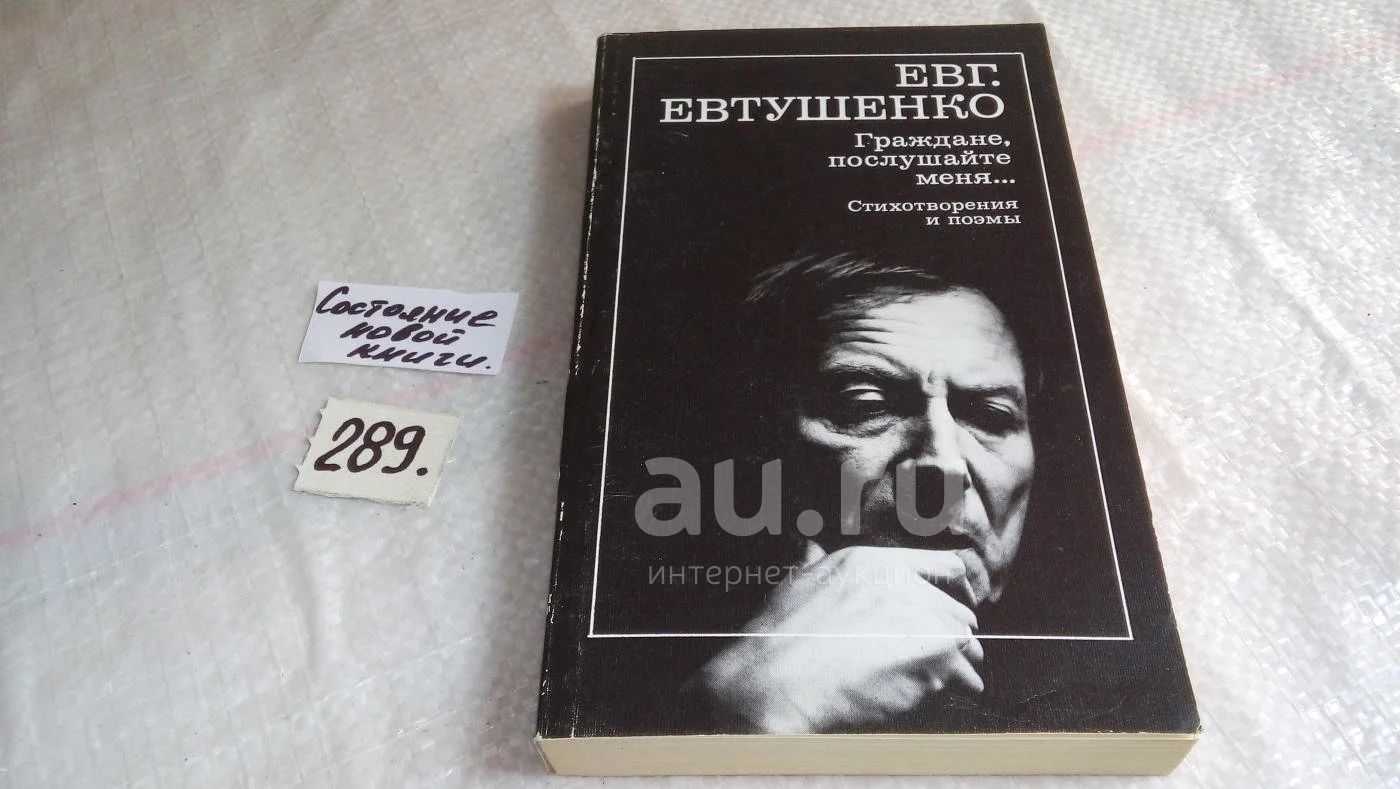 ЕВГ.
ЕВТУШЕНКО
Граждане,
послушайте
меня...
Стихотворения
и поэмы
Состояние
новой
книги.
289.
au.ru
интернет-аукцион